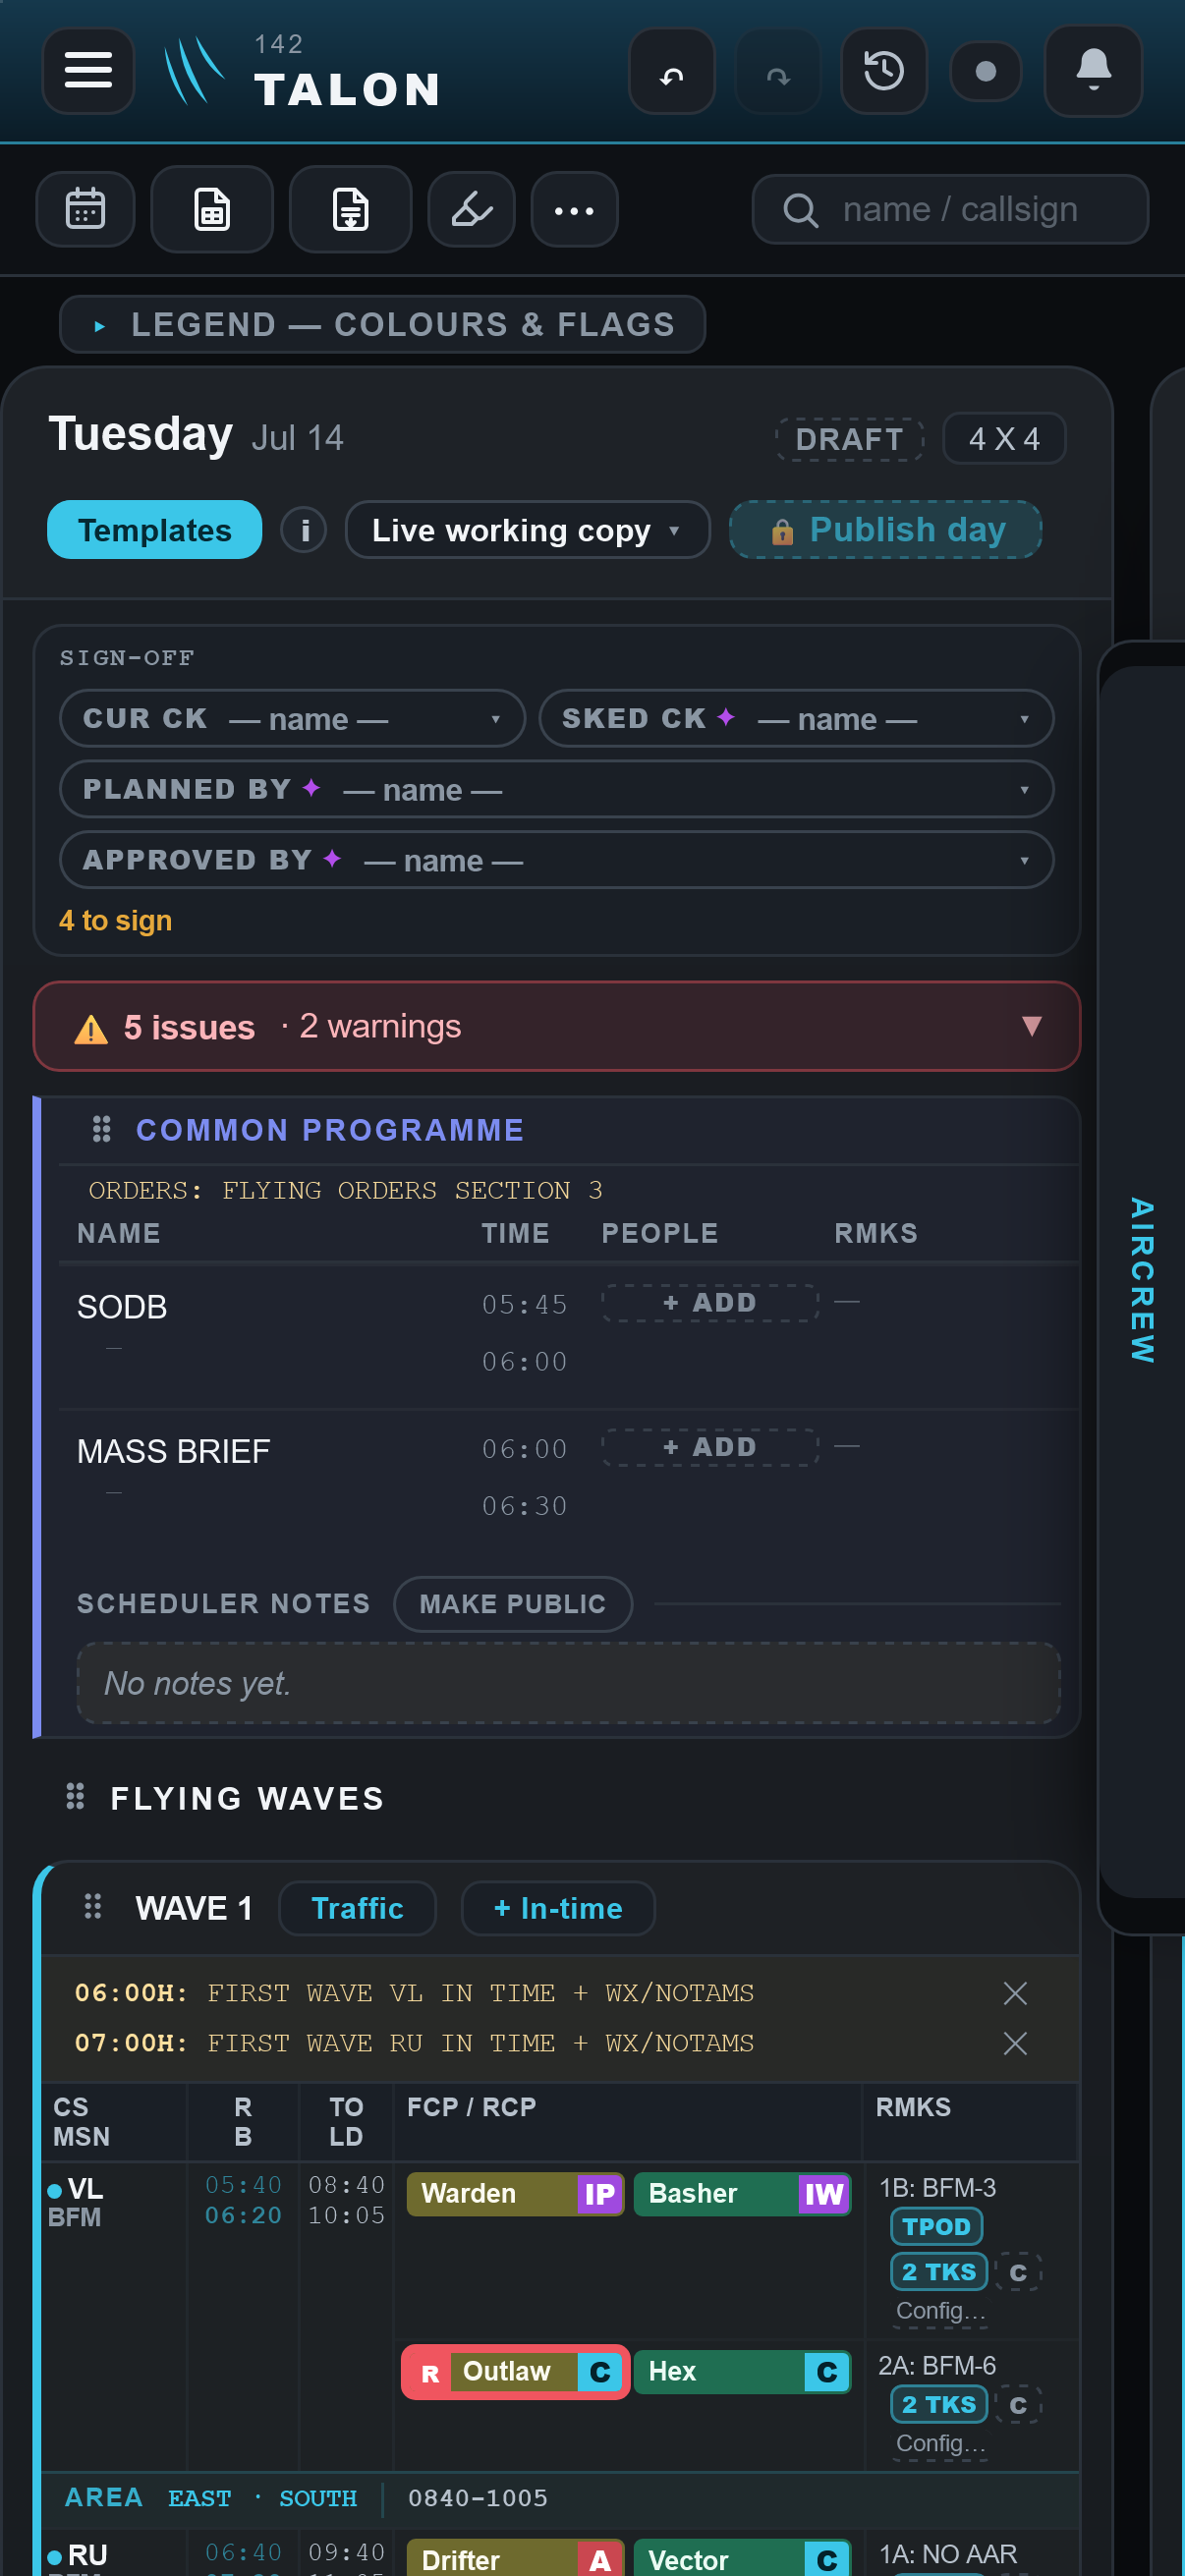 142
TALON
name / callsign
▸ LEGEND — COLOURS & FLAGS
Tuesday Jul 14 DRAFT 4 X 4
Templates i Live working copy ▾ 🔒 Publish day
SIGN-OFF
CUR CK — name — ▾ SKED CK ✦ — name — ▾
PLANNED BY ✦ — name — ▾
APPROVED BY ✦ — name — ▾
4 to sign
⚠️ 5 issues · 2 warnings ▼
COMMON PROGRAMME
ORDERS: FLYING ORDERS SECTION 3
NAME TIME PEOPLE RMKS
SODB 05:45 + ADD —
— 06:00
MASS BRIEF 06:00 + ADD —
— 06:30
AIRCREW
SCHEDULER NOTES MAKE PUBLIC
No notes yet.
FLYING WAVES
WAVE 1 Traffic + In-time
06:00H: FIRST WAVE VL IN TIME + WX/NOTAMS
07:00H: FIRST WAVE RU IN TIME + WX/NOTAMS
CS R TO FCP / RCP RMKS
MSN B LD
VL 05:40 08:40 Warden IP Basher IW 1B: BFM-3
BFM 06:20 10:05
TPOD
2 TKS C
Config…
R Outlaw C Hex C 2A: BFM-6
2 TKS C
Config…
AREA EAST · SOUTH 0840-1005
RU 06:40 09:40 Drifter A Vector C 1A: NO AAR